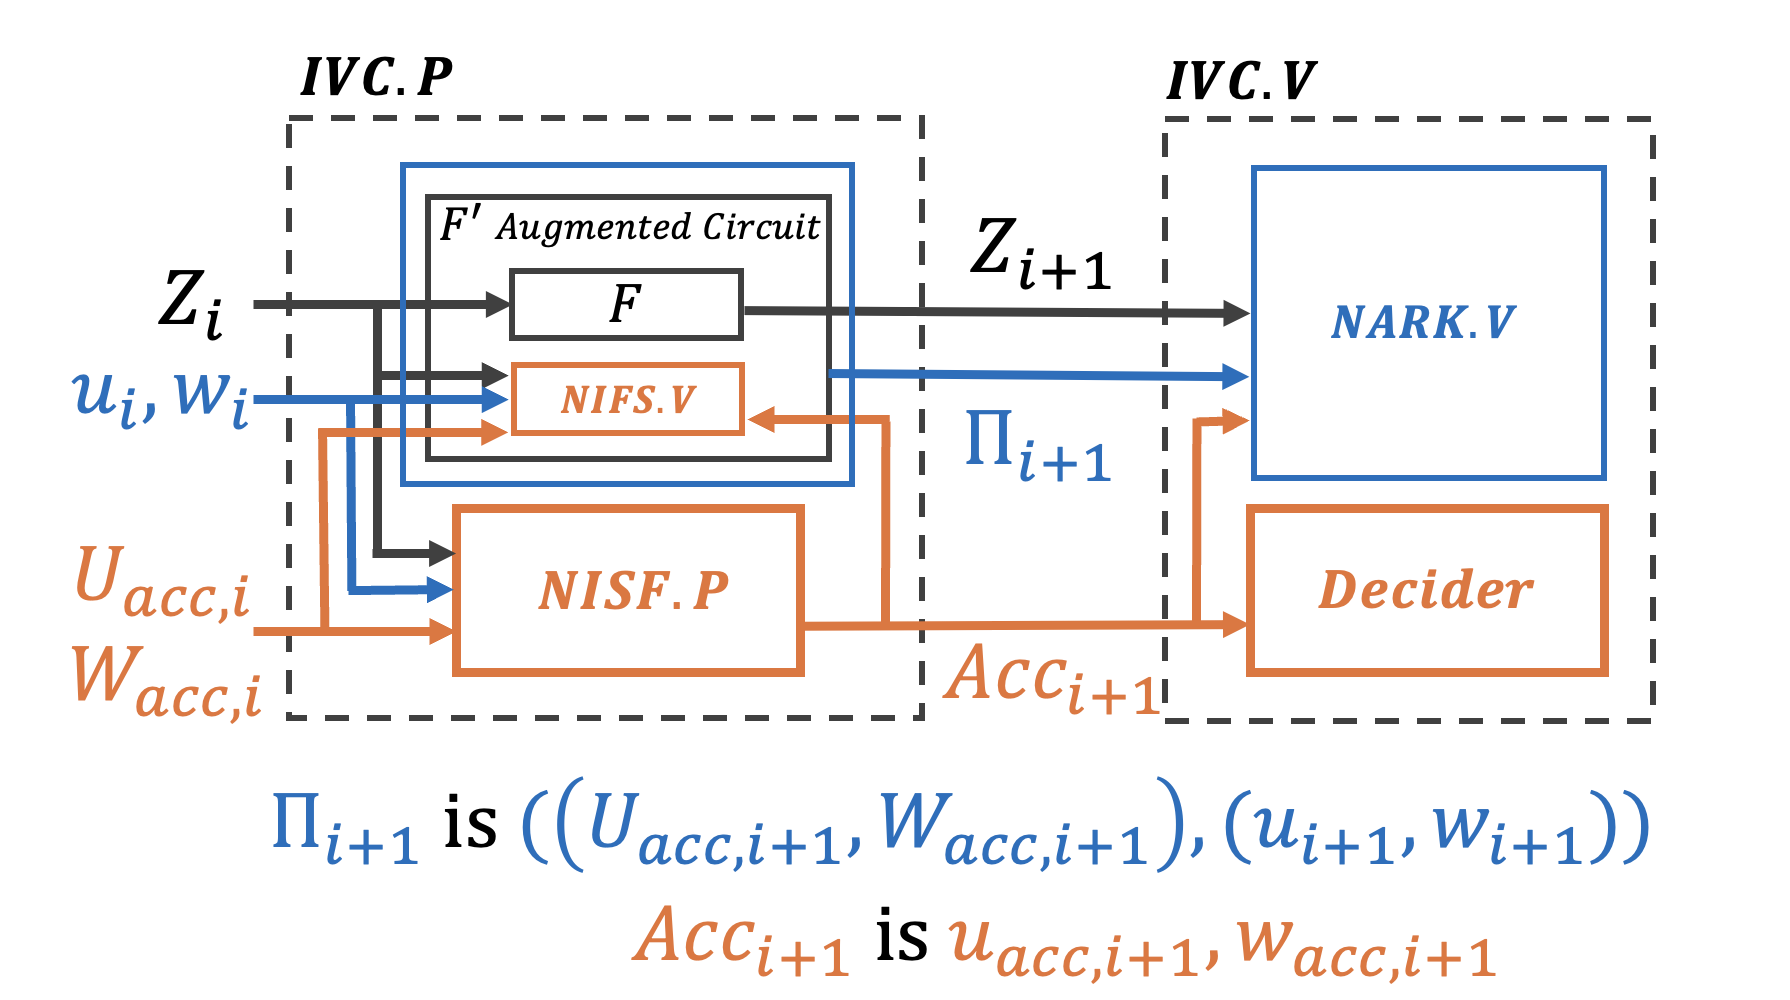 IVC.P
IVC.V
F′ Augmented Circuit
Z_i
F
Z_{i+1}
NARK.V
u_i, w_i
NIFS.V
Π_{i+1}
U_{acc,i}
W_{acc,i}
NISF.P
Decider
Acc_{i+1}
Π_{i+1} is ((U_{acc,i+1}, W_{acc,i+1}), (u_{i+1}, w_{i+1}))
Acc_{i+1} is u_{acc,i+1}, w_{acc,i+1}